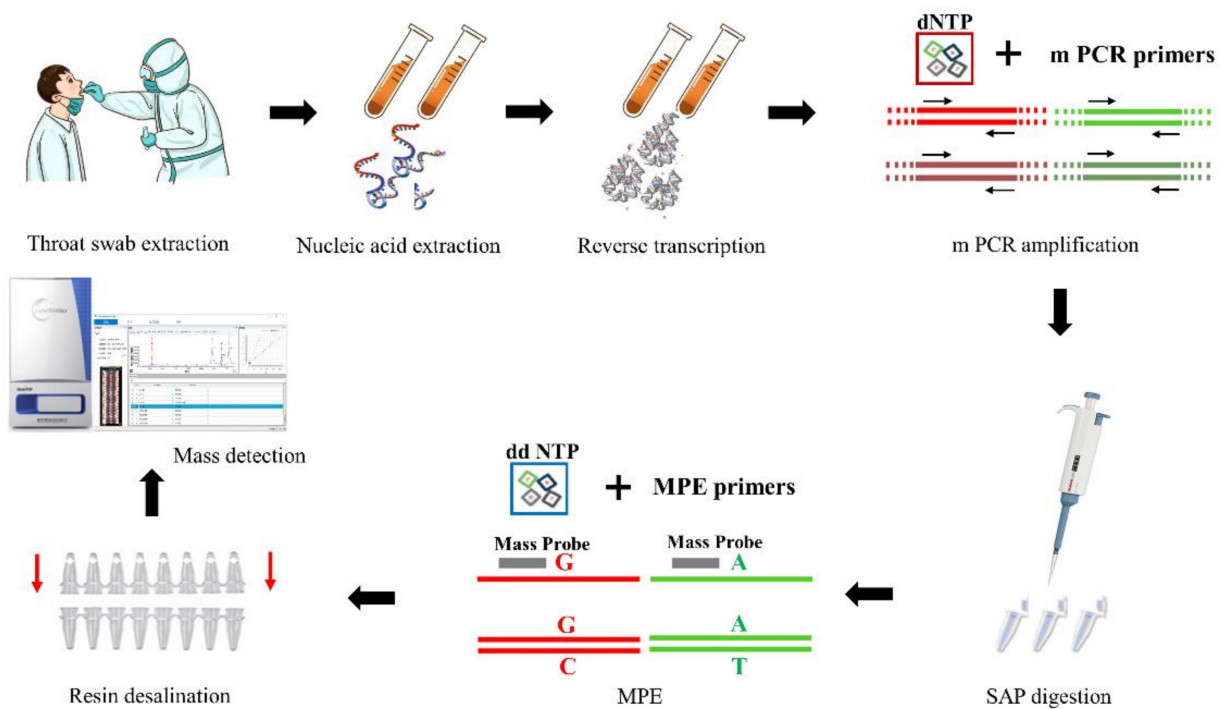 dNTP
+
m PCR primers
Throat swab extraction
Nucleic acid extraction
Reverse transcription
m PCR amplification
Mass detection
dd NTP
+
MPE primers
Mass Probe
G
Mass Probe
A
G
A
C
T
Resin desalination
MPE
SAP digestion